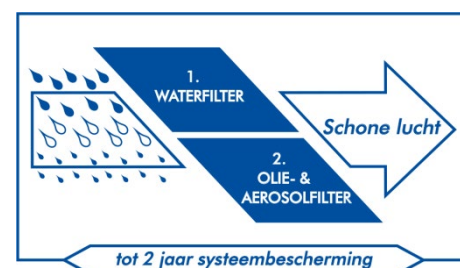 1.
WATERFILTER
Schone lucht
2.
OLIE- &
AEROSOLFILTER
tot 2 jaar systeembescherming